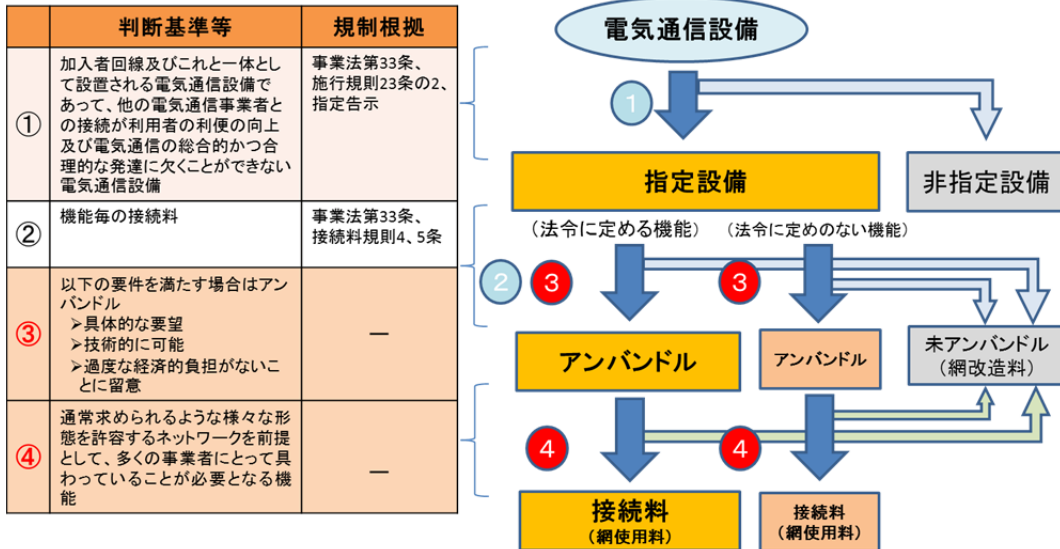 判断基準等
規制根拠
①
加入者回線及びこれと一体とし
て設置される電気通信設備で
あって、他の電気通信事業者と
の接続が利用者の利便の向上
及び電気通信の総合的かつ合
理的な発達に欠くことができない
電気通信設備
事業法第33条、
施行規則23条の2、
指定告示
②
機能毎の接続料
事業法第33条、
接続料規則4、5条
③
以下の要件を満たす場合はアン
バンドル
➢具体的な要望
➢技術的に可能
➢過度な経済的負担がないこ
とに留意
―
④
通常求められるような様々な形
態を許容するネットワークを前提
として、多くの事業者にとって具
わっていることが必要となる機
能
―
電気通信設備
1
指定設備
非指定設備
(法令に定める機能)
(法令に定めのない機能)
2
3
3
アンバンドル
アンバンドル
未アンバンドル
(網改造料)
4
4
接続料
(網使用料)
接続料
(網使用料)